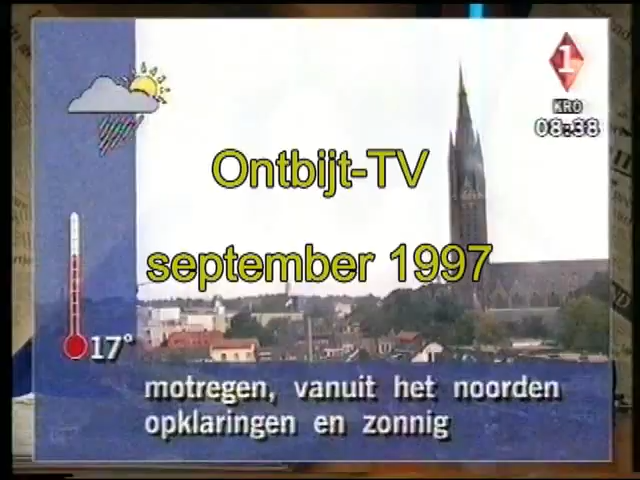 1
KRO
08:38
Ontbijt-TV
september 1997
17°
motregen, vanuit het noorden
opklaringen en zonnig